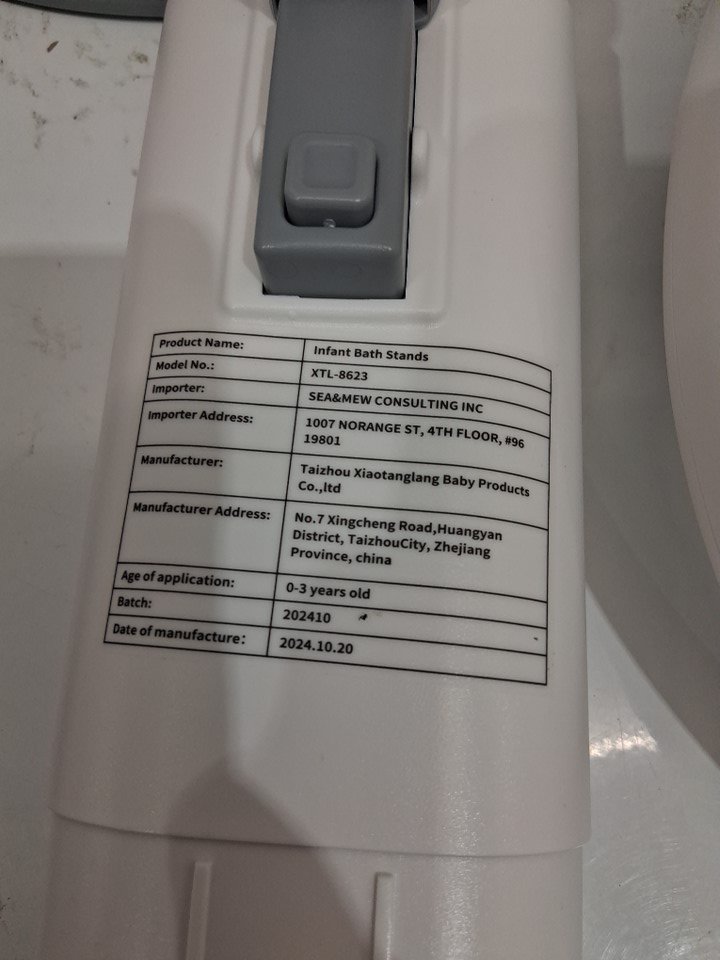 Product Name: Infant Bath Stands
Model No.: XTL-8623
Importer: SEA&MEW CONSULTING INC
Importer Address: 1007 NORANGE ST, 4TH FLOOR, #96
19801
Manufacturer: Taizhou Xiaotanglang Baby Products
Co.,ltd
Manufacturer Address: No.7 Xingcheng Road,Huangyan
District, TaizhouCity, Zhejiang
Province, china
Age of application: 0-3 years old
Batch: 202410
Date of manufacture: 2024.10.20